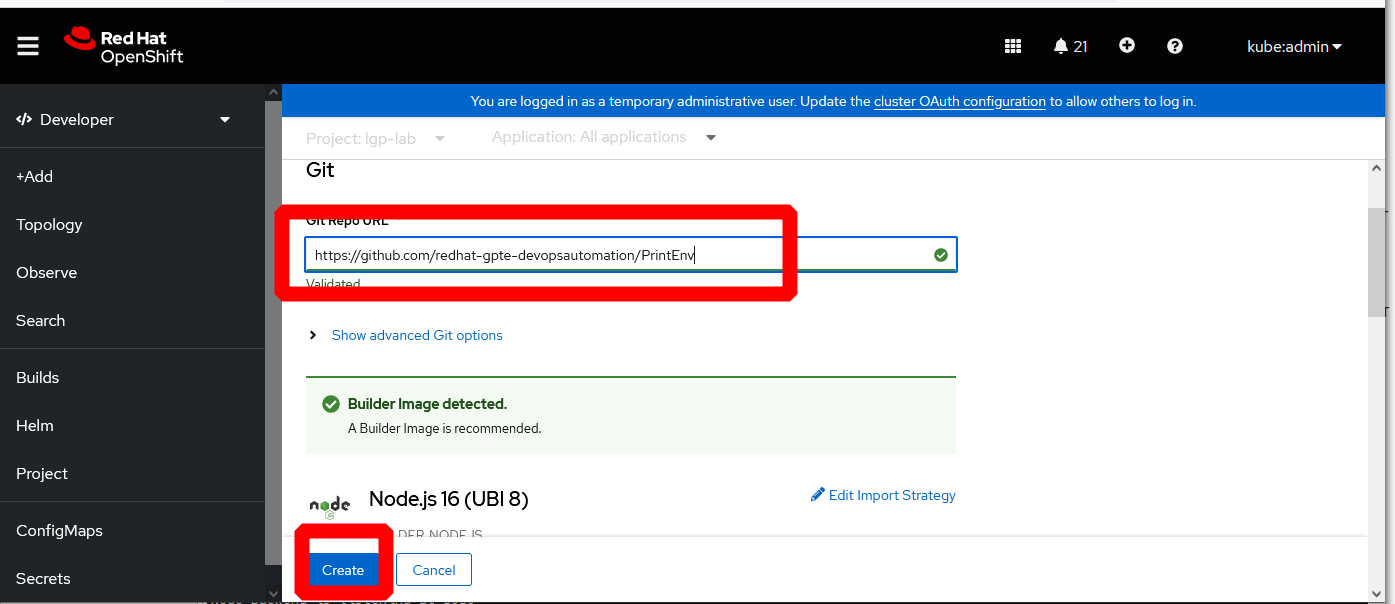 Red Hat
OpenShift
21
kube:admin
You are logged in as a temporary administrative user. Update the cluster OAuth configuration to allow others to log in.
Developer
Project: lgp-lab
Application: All applications
+Add
Topology
Observe
Search
Builds
Helm
Project
ConfigMaps
Secrets
Git
Git Repo URL
https://github.com/redhat-gpte-devopsautomation/PrintEnv
Validated
Show advanced Git options
Builder Image detected.
A Builder Image is recommended.
node
Node.js 16 (UBI 8)
Edit Import Strategy
DER NODEJS
Create
Cancel